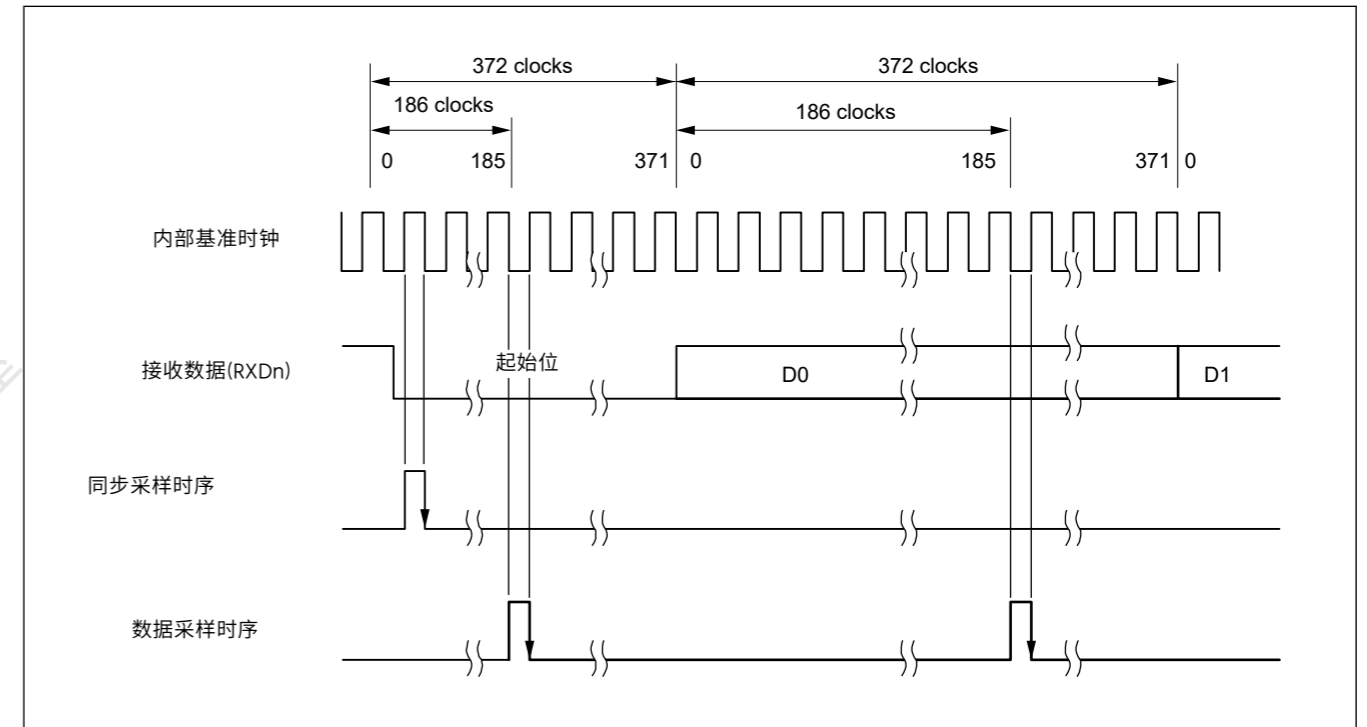 372 clocks 372 clocks
186 clocks 186 clocks
0 185 371 0 185 371 0
内部基准时钟
接收数据(RXDn) 起始位 D0 D1
同步采样时序
数据采样时序